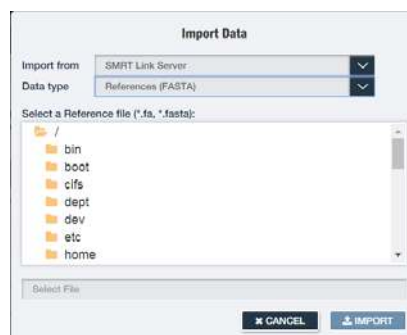 Import Data
Import from SMRT Link Server
Data type References (FASTA)
Select a Reference file (*.fa, *.fasta):
/
bin
boot
cifs
dept
dev
etc
home
Select File
✖ CANCEL IMPORT